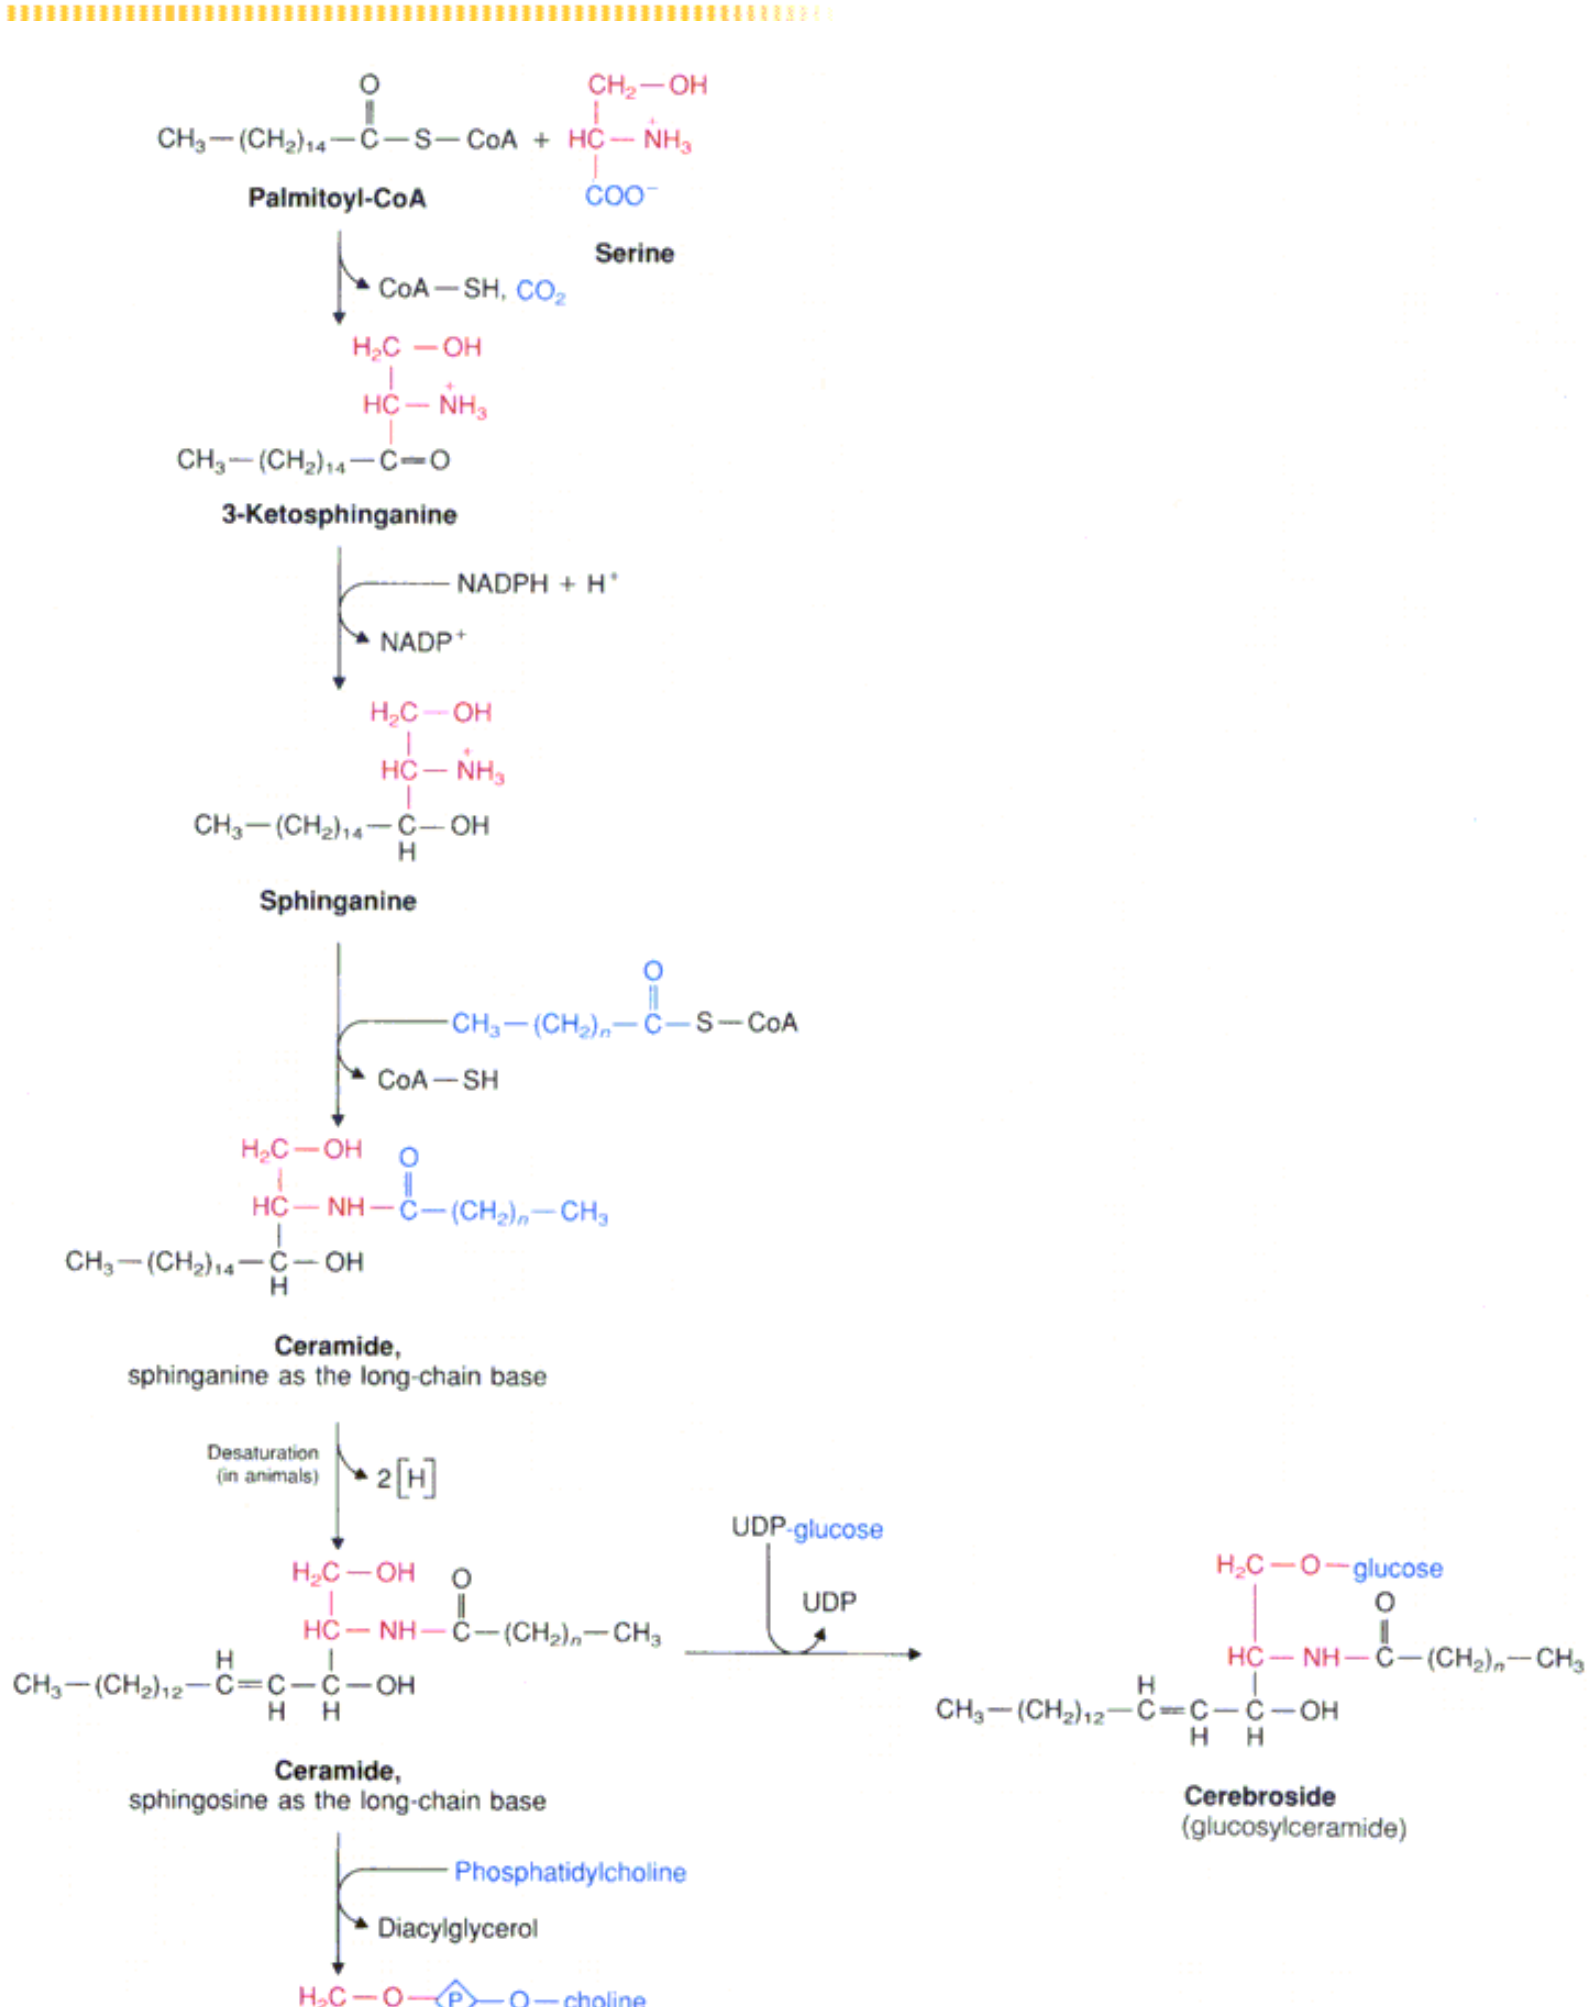 O CH₂—OH
CH₃—(CH₂)₁₄—C—S—CoA + HC—N⁺H₃
Palmitoyl-CoA COO⁻
Serine
CoA—SH, CO₂
H₂C—OH
HC—N⁺H₃
CH₃—(CH₂)₁₄—C=O
3-Ketosphinganine
NADPH + H⁺
NADP⁺
H₂C—OH
HC—N⁺H₃
CH₃—(CH₂)₁₄—C—OH
H
Sphinganine
O
CH₃—(CH₂)ₙ—C—S—CoA
CoA—SH
H₂C—OH O
HC—NH—C—(CH₂)ₙ—CH₃
CH₃—(CH₂)₁₄—C—OH
H
Ceramide,
sphinganine as the long-chain base
Desaturation
(in animals) 2[H]
H₂C—OH O
HC—NH—C—(CH₂)ₙ—CH₃
H
CH₃—(CH₂)₁₂—C=C—C—OH
H H
Ceramide,
sphingosine as the long-chain base
UDP-glucose
UDP
H₂C—O—glucose
O
HC—NH—C—(CH₂)ₙ—CH₃
H
CH₃—(CH₂)₁₂—C=C—C—OH
H H
Cerebroside
(glucosylceramide)
Phosphatidylcholine
Diacylglycerol
H₂C—O—P—O—choline